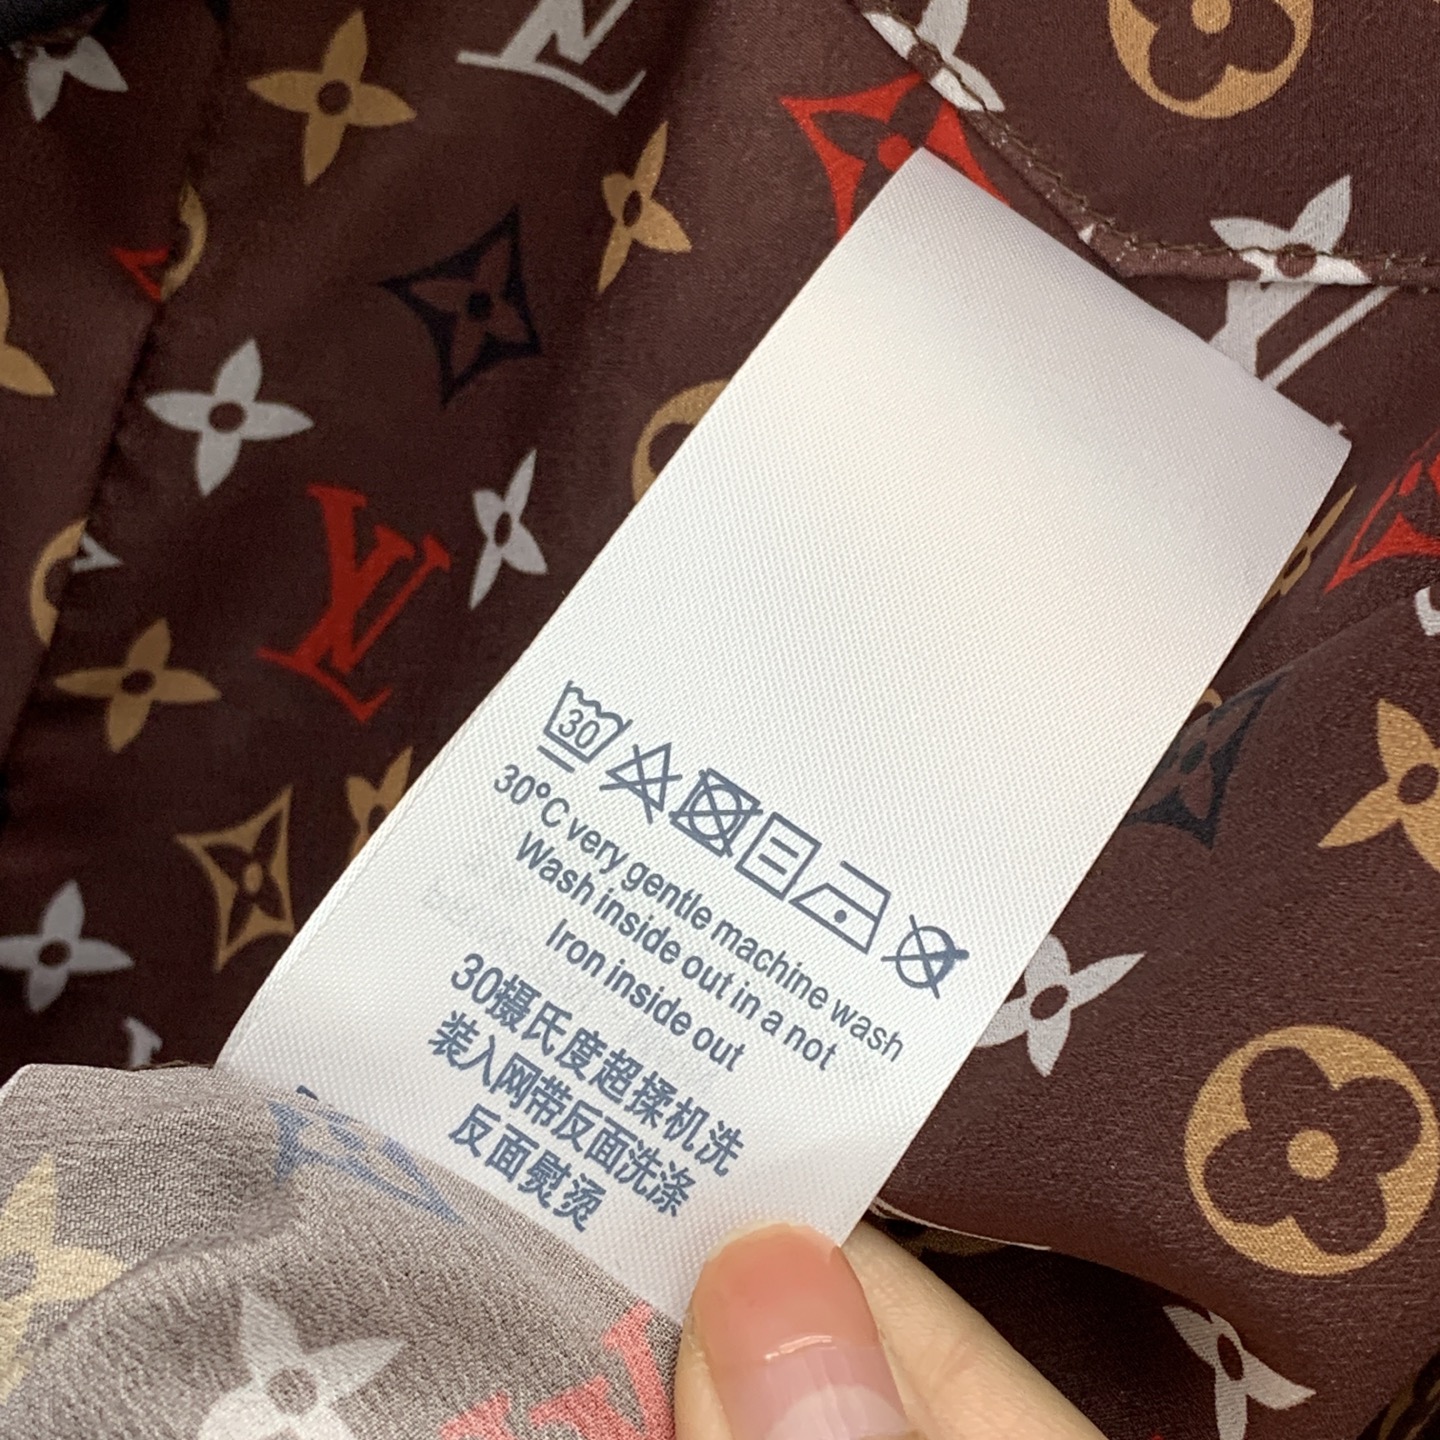 30
30°C very gentle machine wash
Wash inside out in a not
Iron inside out
30摄氏度超揉机洗
装入网带反面洗涤
反面熨烫
LV